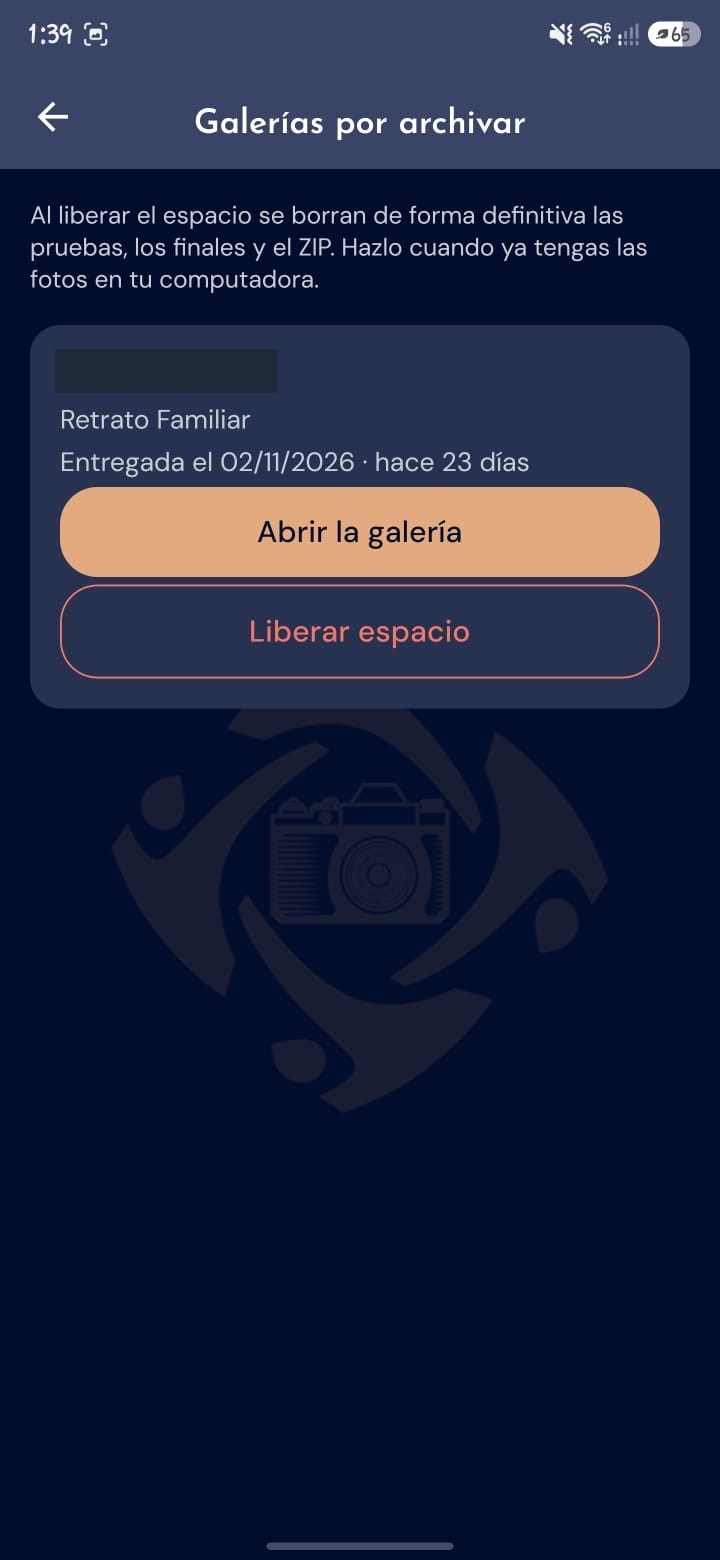 1:39
6
65
Galerías por archivar
Al liberar el espacio se borran de forma definitiva las
pruebas, los finales y el ZIP. Hazlo cuando ya tengas las
fotos en tu computadora.
Retrato Familiar
Entregada el 02/11/2026 · hace 23 días
Abrir la galería
Liberar espacio